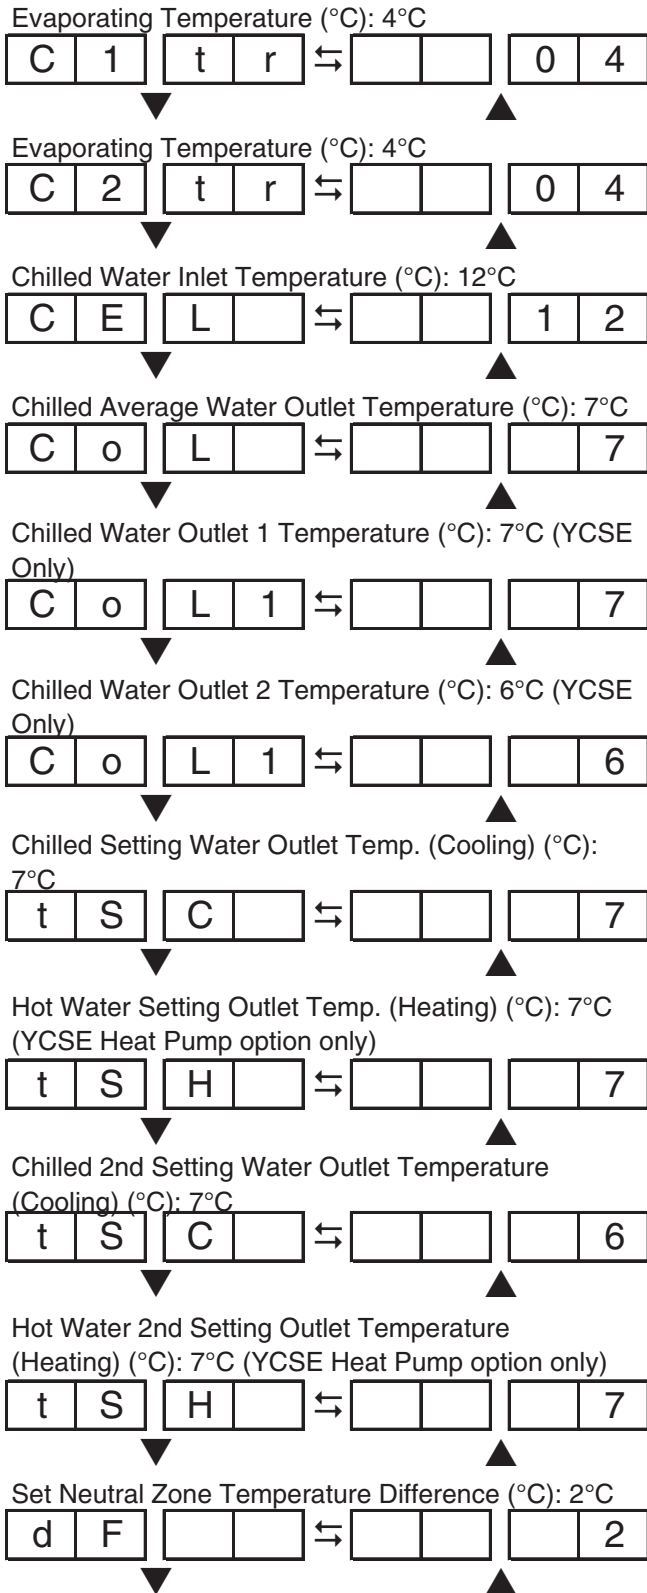 Evaporating Temperature (°C): 4°C
C 1 t r ⇆ 0 4
▼ ▲
Evaporating Temperature (°C): 4°C
C 2 t r ⇆ 0 4
▼ ▲
Chilled Water Inlet Temperature (°C): 12°C
C E L ⇆ 1 2
▼ ▲
Chilled Average Water Outlet Temperature (°C): 7°C
C o L ⇆ 7
▼ ▲
Chilled Water Outlet 1 Temperature (°C): 7°C (YCSE
Only)
C o L 1 ⇆ 7
▼ ▲
Chilled Water Outlet 2 Temperature (°C): 6°C (YCSE
Only)
C o L 1 ⇆ 6
▼ ▲
Chilled Setting Water Outlet Temp. (Cooling) (°C):
7°C
t S C ⇆ 7
▼ ▲
Hot Water Setting Outlet Temp. (Heating) (°C): 7°C
(YCSE Heat Pump option only)
t S H ⇆ 7
▼ ▲
Chilled 2nd Setting Water Outlet Temperature
(Cooling) (°C): 7°C
t S C ⇆ 6
▼ ▲
Hot Water 2nd Setting Outlet Temperature
(Heating) (°C): 7°C (YCSE Heat Pump option only)
t S H ⇆ 7
▼ ▲
Set Neutral Zone Temperature Difference (°C): 2°C
d F ⇆ 2
▼ ▲